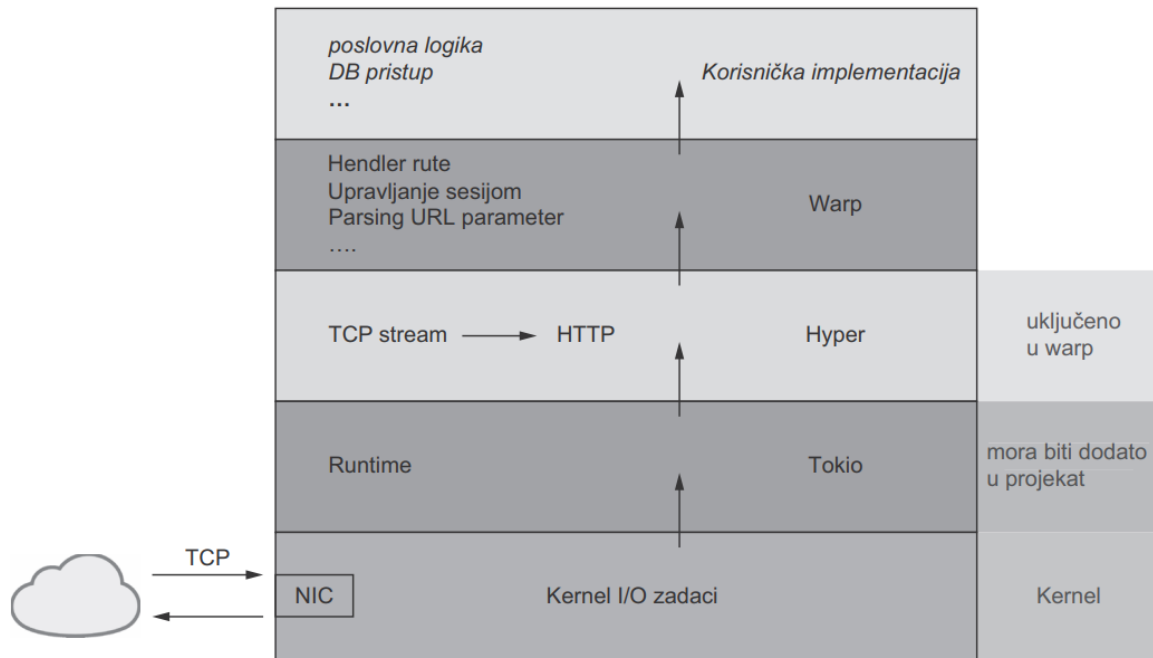 poslovna logika
DB pristup
...
Korisnička implementacija
Hendler rute
Upravljanje sesijom
Parsing URL parameter
....
Warp
TCP stream
HTTP
Hyper
uključeno
u warp
Runtime
Tokio
mora biti dodato
u projekat
TCP
NIC
Kernel I/O zadaci
Kernel